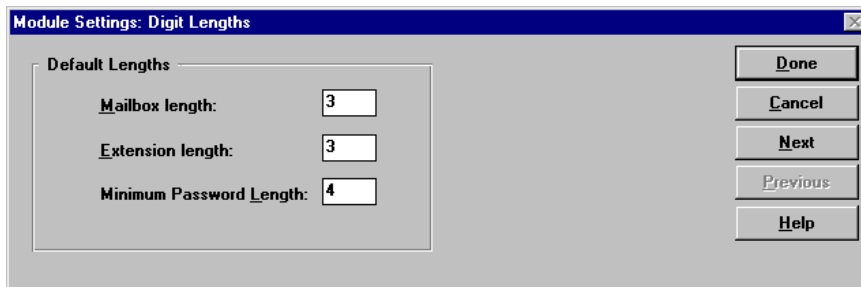 Module Settings: Digit Lengths
Default Lengths
Mailbox length: 3
Extension length: 3
Minimum Password Length: 4
Done
Cancel
Next
Previous
Help